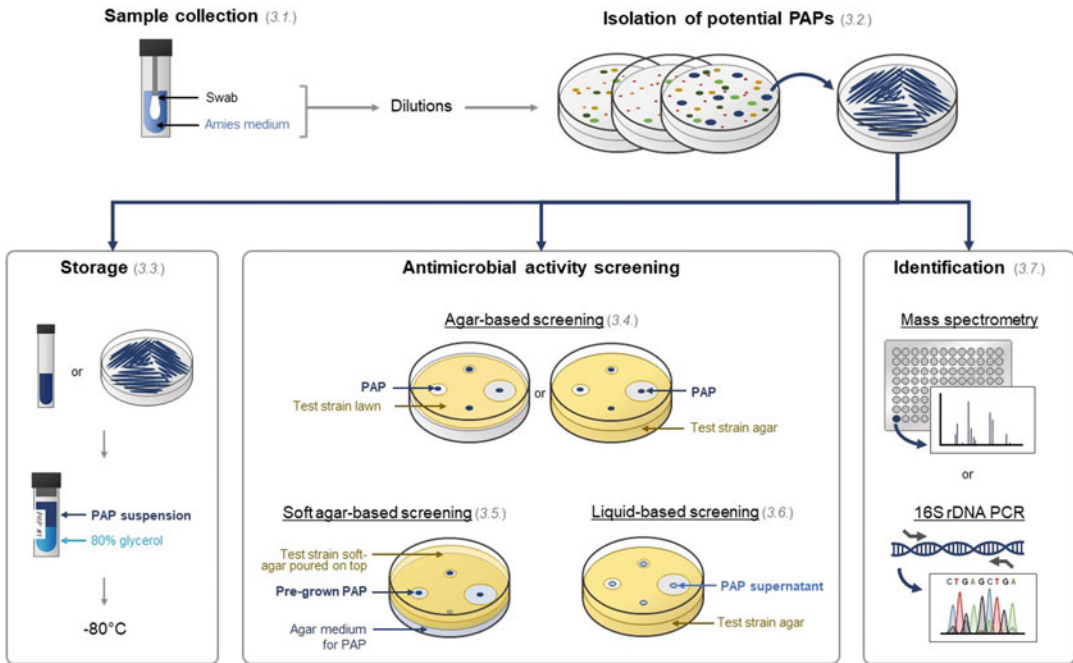 Sample collection (3.1.)
Swab
Amies medium
Dilutions
Isolation of potential PAPs (3.2.)
Storage (3.3.)
or
PAP #1
PAP suspension
80% glycerol
-80°C
Antimicrobial activity screening
Agar-based screening (3.4.)
PAP
Test strain lawn
or
PAP
Test strain agar
Soft agar-based screening (3.5.)
Test strain soft-
agar poured on top
Pre-grown PAP
Agar medium
for PAP
Liquid-based screening (3.6.)
PAP supernatant
Test strain agar
Identification (3.7.)
Mass spectrometry
or
16S rDNA PCR
C T G A G C T G A